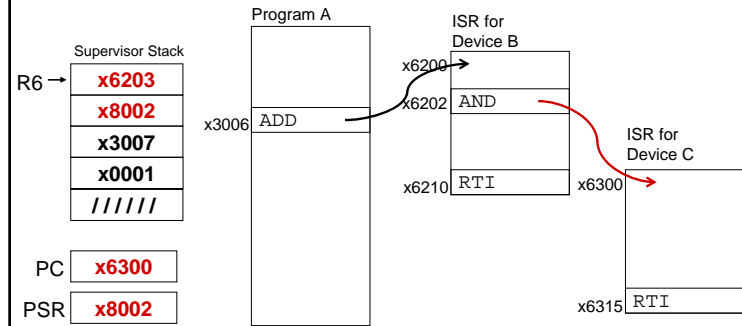 Program A
ISR for
Device B
Supervisor Stack
R6
x6203
x8002
x3007
x0001
//////
PC
x6300
PSR
x8002
x3006
ADD
x6200
x6202
AND
x6210
RTI
ISR for
Device C
x6300
x6315
RTI